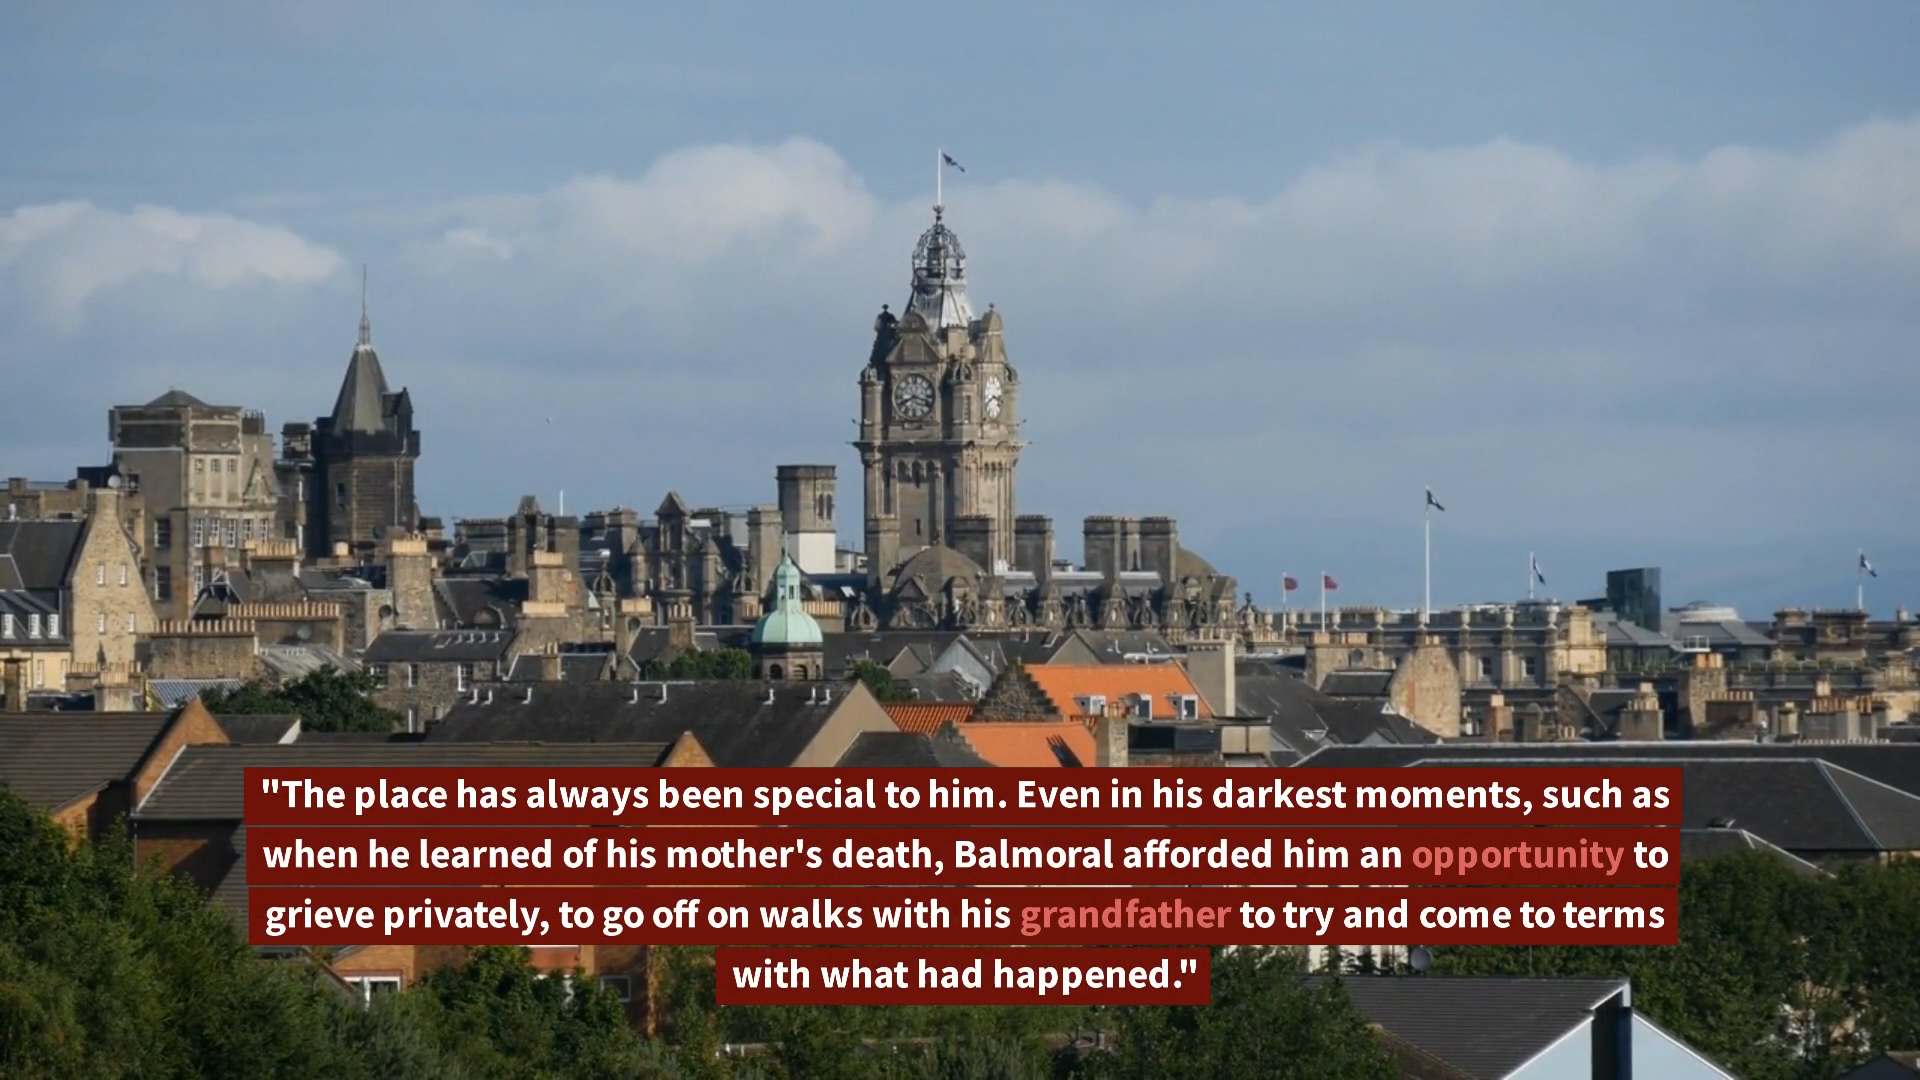 "The place has always been special to him. Even in his darkest moments, such as
when he learned of his mother's death, Balmoral afforded him an opportunity to
grieve privately, to go off on walks with his grandfather to try and come to terms
with what had happened."